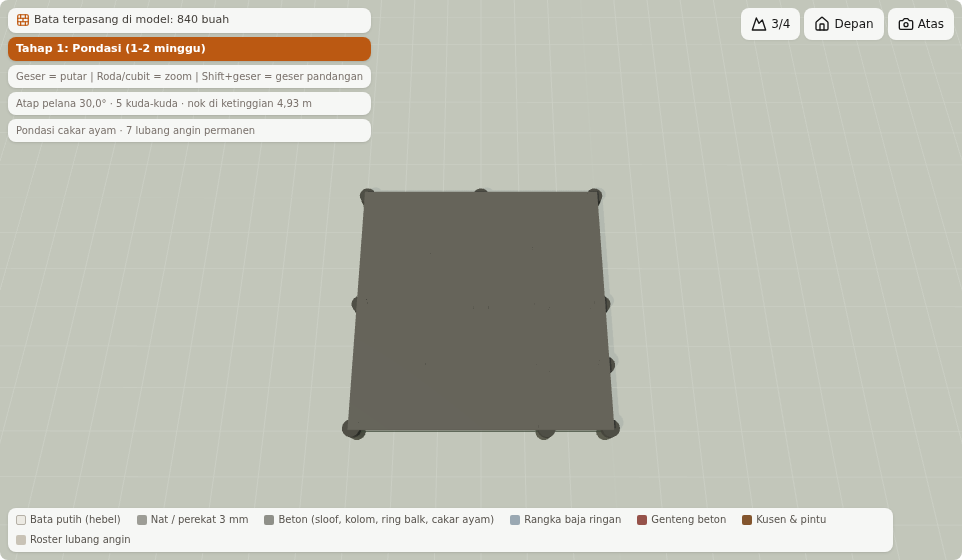 Bata terpasang di model: 840 buah
3/4
Depan
Atas
Tahap 1: Pondasi (1-2 minggu)
Geser = putar | Roda/cubit = zoom | Shift+geser = geser pandangan
Atap pelana 30,0° · 5 kuda-kuda · nok di ketinggian 4,93 m
Pondasi cakar ayam · 7 lubang angin permanen
Bata putih (hebel)
Nat / perekat 3 mm
Beton (sloof, kolom, ring balk, cakar ayam)
Rangka baja ringan
Genteng beton
Kusen & pintu
Roster lubang angin